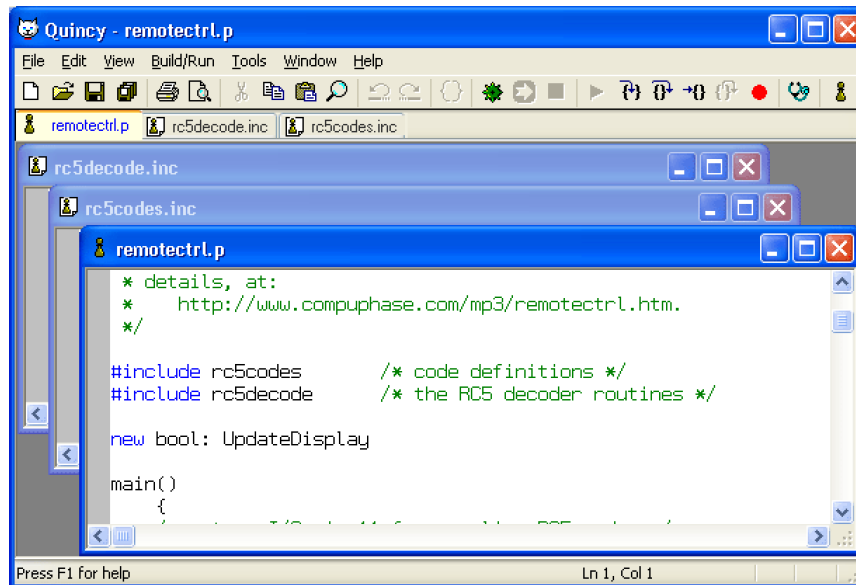 Quincy - remotectrl.p
File Edit View Build/Run Tools Window Help
remotectrl.p rc5decode.inc rc5codes.inc
rc5decode.inc
rc5codes.inc
remotectrl.p
* details, at:
* http://www.compuphase.com/mp3/remotectrl.htm.
*/
#include rc5codes /* code definitions */
#include rc5decode /* the RC5 decoder routines */
new bool: UpdateDisplay
main()
{
Press F1 for help Ln 1, Col 1